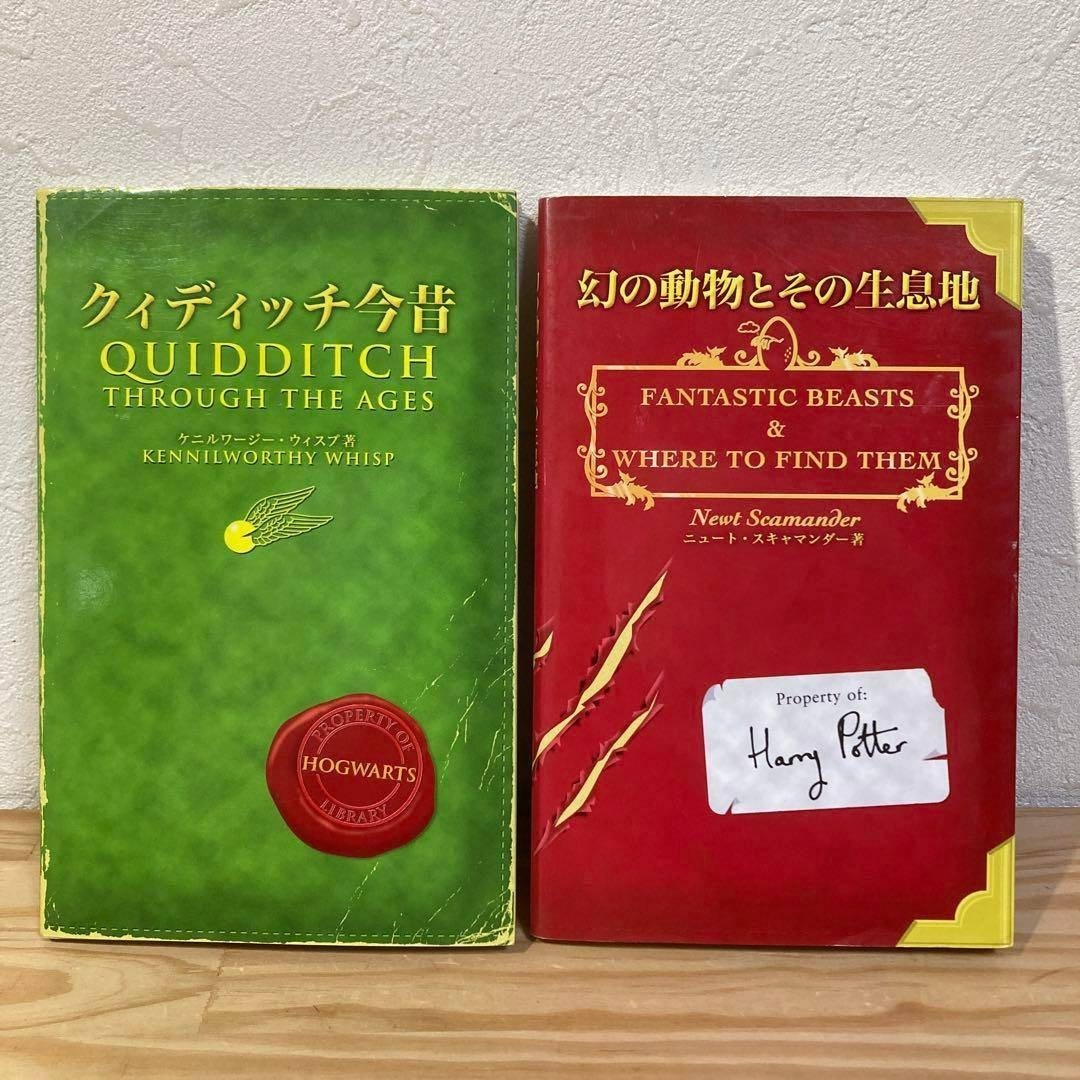 クィディッチ今昔
QUIDDITCH
THROUGH THE AGES
ケニルワージー・ウィスプ著
KENNILWORTHY WHISP
PROPERTY OF
HOGWARTS
LIBRARY
幻の動物とその生息地
FANTASTIC BEASTS
&
WHERE TO FIND THEM
Newt Scamander
ニュート・スキャマンダー著
Property of:
Harry Potter